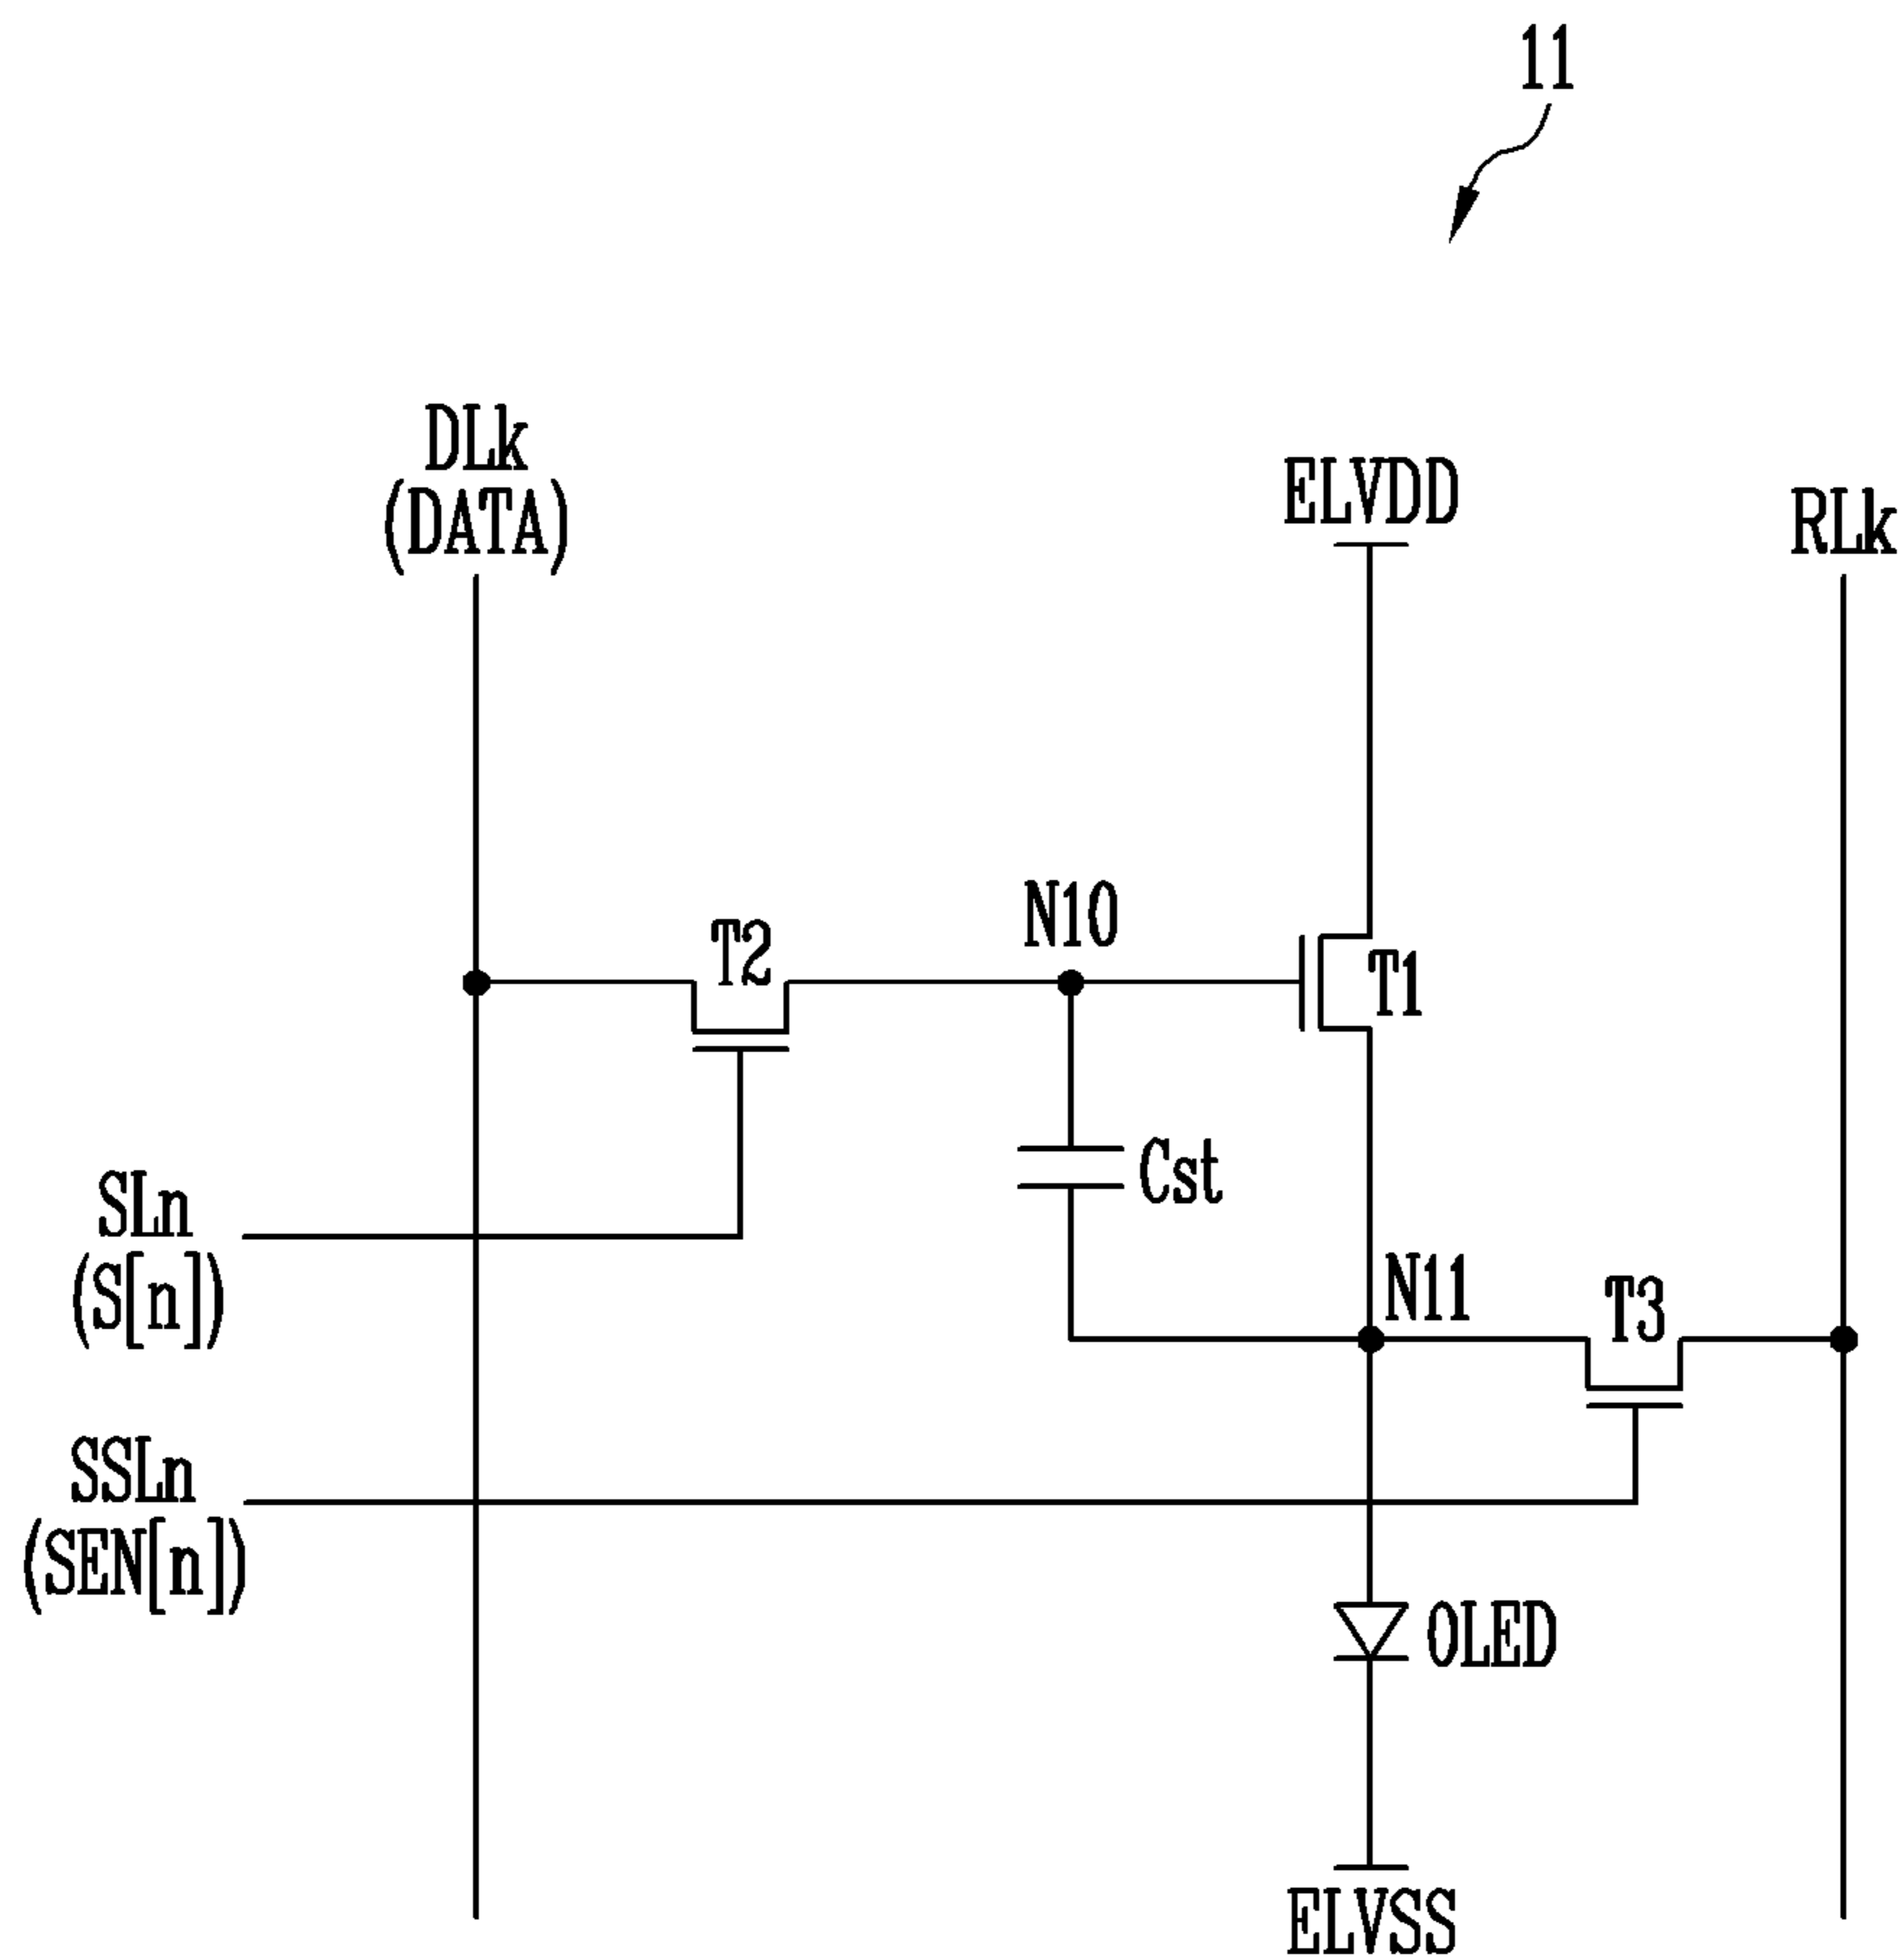 11
DLk
(DATA)
ELVDD
RLk
N10
T2
T1
Cst
SLn
(S[n])
N11
T3
SSLn
(SEN[n])
OLED
ELVSS